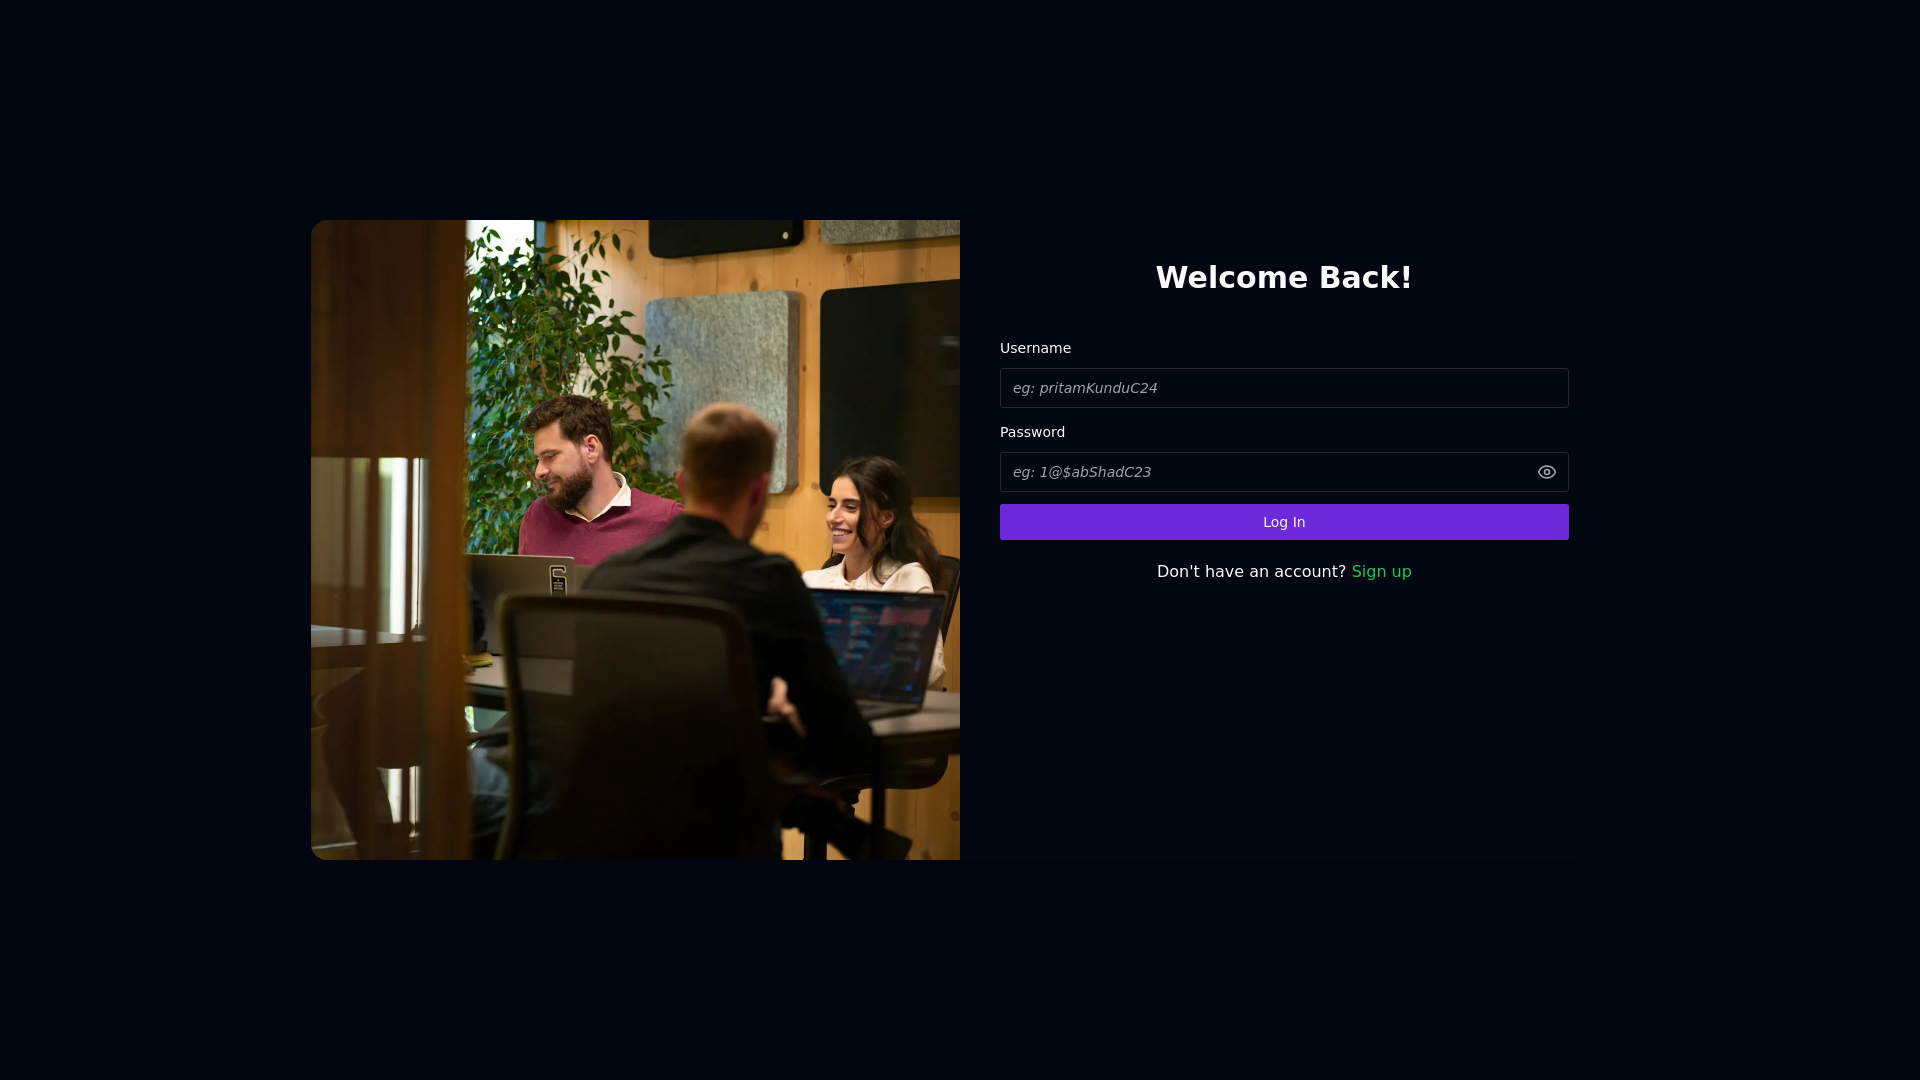 Welcome Back!
Username
eg: pritamKunduC24
Password
eg: 1@$abShadC23
Log In
Don't have an account? Sign up